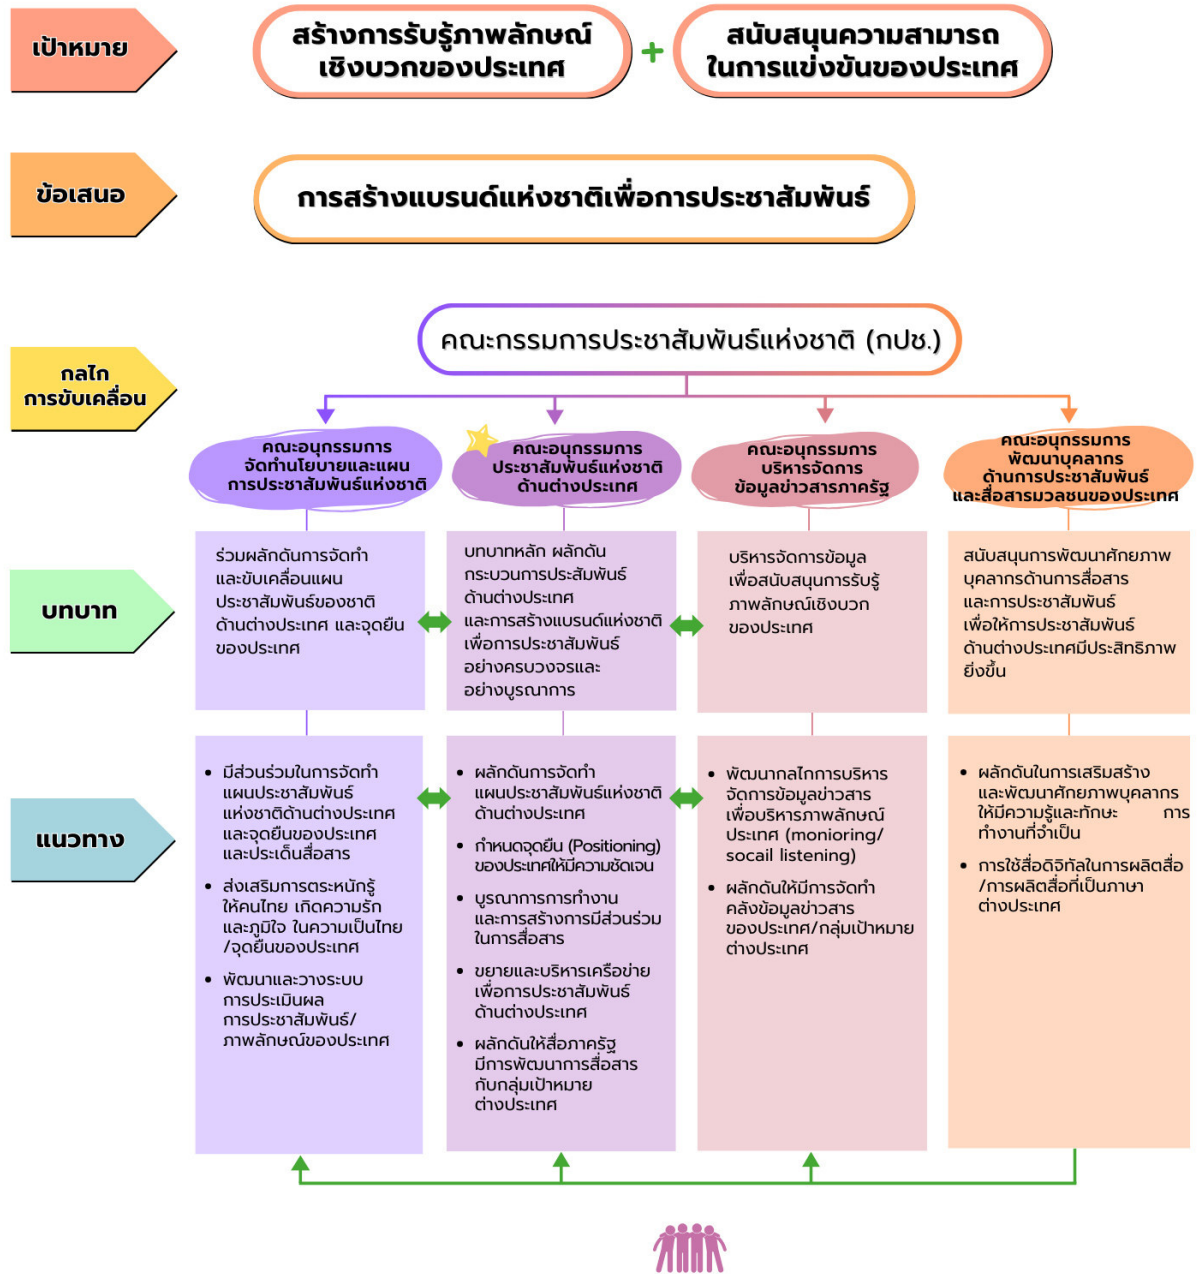 เป้าหมาย
สร้างการรับรู้ภาพลักษณ์
เชิงบวกของประเทศ
+
สนับสนุนความสามารถ
ในการแข่งขันของประเทศ
ข้อเสนอ
การสร้างแบรนด์แห่งชาติเพื่อการประชาสัมพันธ์
กลไก
การขับเคลื่อน
คณะกรรมการประชาสัมพันธ์แห่งชาติ (กปช.)
คณะอนุกรรมการ
จัดทำนโยบายและแผน
การประชาสัมพันธ์แห่งชาติ
คณะอนุกรรมการ
ประชาสัมพันธ์แห่งชาติ
ด้านต่างประเทศ
คณะอนุกรรมการ
บริหารจัดการ
ข้อมูลข่าวสารภาครัฐ
คณะอนุกรรมการ
พัฒนาบุคลากร
ด้านการประชาสัมพันธ์
และสื่อสารมวลชนของประเทศ
บทบาท
ร่วมผลักดันการจัดทำ
และขับเคลื่อนแผน
ประชาสัมพันธ์ของชาติ
ด้านต่างประเทศ และจุดยืน
ของประเทศ
บทบาทหลัก ผลักดัน
กระบวนการประสัมพันธ์
ด้านต่างประเทศ
และการสร้างแบรนด์แห่งชาติ
เพื่อการประชาสัมพันธ์
อย่างครบวงจรและ
อย่างบูรณาการ
บริหารจัดการข้อมูล
เพื่อสนับสนุนการรับรู้
ภาพลักษณ์เชิงบวก
ของประเทศ
สนับสนุนการพัฒนาศักยภาพ
บุคลากรด้านการสื่อสาร
และการประชาสัมพันธ์
เพื่อให้การประชาสัมพันธ์
ด้านต่างประเทศมีประสิทธิภาพ
ยิ่งขึ้น
แนวทาง
• มีส่วนร่วมในการจัดทำ
แผนประชาสัมพันธ์
แห่งชาติด้านต่างประเทศ
และจุดยืนของประเทศ
และประเด็นสื่อสาร
• ส่งเสริมการตระหนักรู้
ให้คนไทย เกิดความรัก
และภูมิใจ ในความเป็นไทย
/จุดยืนของประเทศ
• พัฒนาและวางระบบ
การประเมินผล
การประชาสัมพันธ์/
ภาพลักษณ์ของประเทศ
• ผลักดันการจัดทำ
แผนประชาสัมพันธ์แห่งชาติ
ด้านต่างประเทศ
• กำหนดจุดยืน (Positioning)
ของประเทศให้มีความชัดเจน
• บูรณาการการทำงาน
และการสร้างการมีส่วนร่วม
ในการสื่อสาร
• ขยายและบริหารเครือข่าย
เพื่อการประชาสัมพันธ์
ด้านต่างประเทศ
• ผลักดันให้สื่อภาครัฐ
มีการพัฒนาการสื่อสาร
กับกลุ่มเป้าหมาย
ต่างประเทศ
• พัฒนากลไกการบริหาร
จัดการข้อมูลข่าวสาร
เพื่อบริหารภาพลักษณ์
ประเทศ (monioring/
socail listening)
• ผลักดันให้มีการจัดทำ
คลังข้อมูลข่าวสาร
ของประเทศ/กลุ่มเป้าหมาย
ต่างประเทศ
• ผลักดันในการเสริมสร้าง
และพัฒนาศักยภาพบุคลากร
ให้มีความรู้และทักษะ การ
ทำงานที่จำเป็น
• การใช้สื่อดิจิทัลในการผลิตสื่อ
/การผลิตสื่อที่เป็นภาษา
ต่างประเทศ